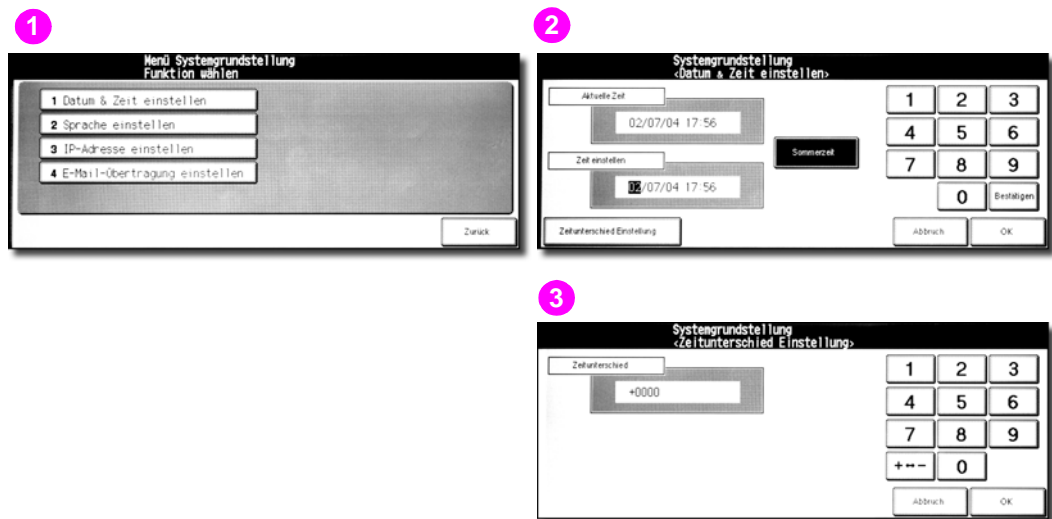 1
Menü Systemgrundstellung
Funktion wählen
1 Datum & Zeit einstellen
2 Sprache einstellen
3 IP-Adresse einstellen
4 E-Mail-Übertragung einstellen
Zurück
2
Systemgrundstellung
<Datum & Zeit einstellen>
Aktuelle Zeit
02/07/04 17:56
Sommerzeit
Zeit einstellen
02/07/04 17:56
Zeitunterschied Einstellung
1 2 3
4 5 6
7 8 9
0 Bestätigen
Abbruch OK
3
Systemgrundstellung
<Zeitunterschied Einstellung>
Zeitunterschied
+0000
1 2 3
4 5 6
7 8 9
+↔- 0
Abbruch OK